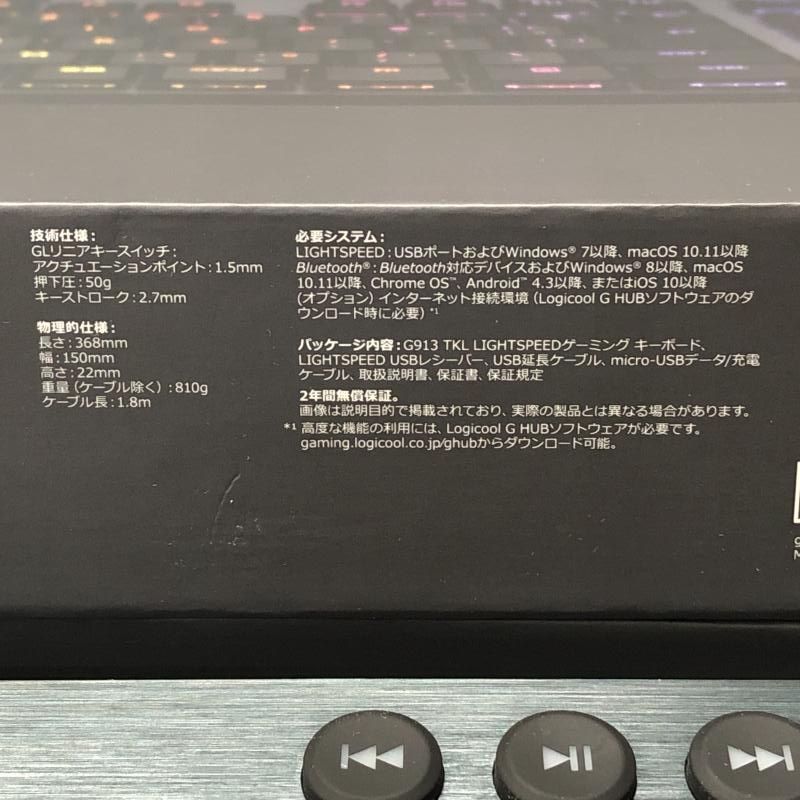 技術仕様：
GLリニアキースイッチ：
アクチュエーションポイント：1.5mm
押下圧：50g
キーストローク：2.7mm
物理的仕様：
長さ：368mm
幅：150mm
高さ：22mm
重量（ケーブル除く）：810g
ケーブル長：1.8m
必要システム：
LIGHTSPEED：USBポートおよびWindows® 7以降、macOS 10.11以降
Bluetooth®：Bluetooth対応デバイスおよびWindows® 8以降、macOS
10.11以降、Chrome OS™、Android™ 4.3以降、またはiOS 10以降
（オプション）インターネット接続環境（Logicool G HUBソフトウェアのダ
ウンロード時に必要）*1
パッケージ内容：G913 TKL LIGHTSPEEDゲーミング キーボード、
LIGHTSPEED USBレシーバー、USB延長ケーブル、micro-USBデータ/充電
ケーブル、取扱説明書、保証書、保証規定
2年間無償保証。
画像は説明目的で掲載されており、実際の製品とは異なる場合があります。
*1 高度な機能の利用には、Logicool G HUBソフトウェアが必要です。
gaming.logicool.co.jp/ghubからダウンロード可能。